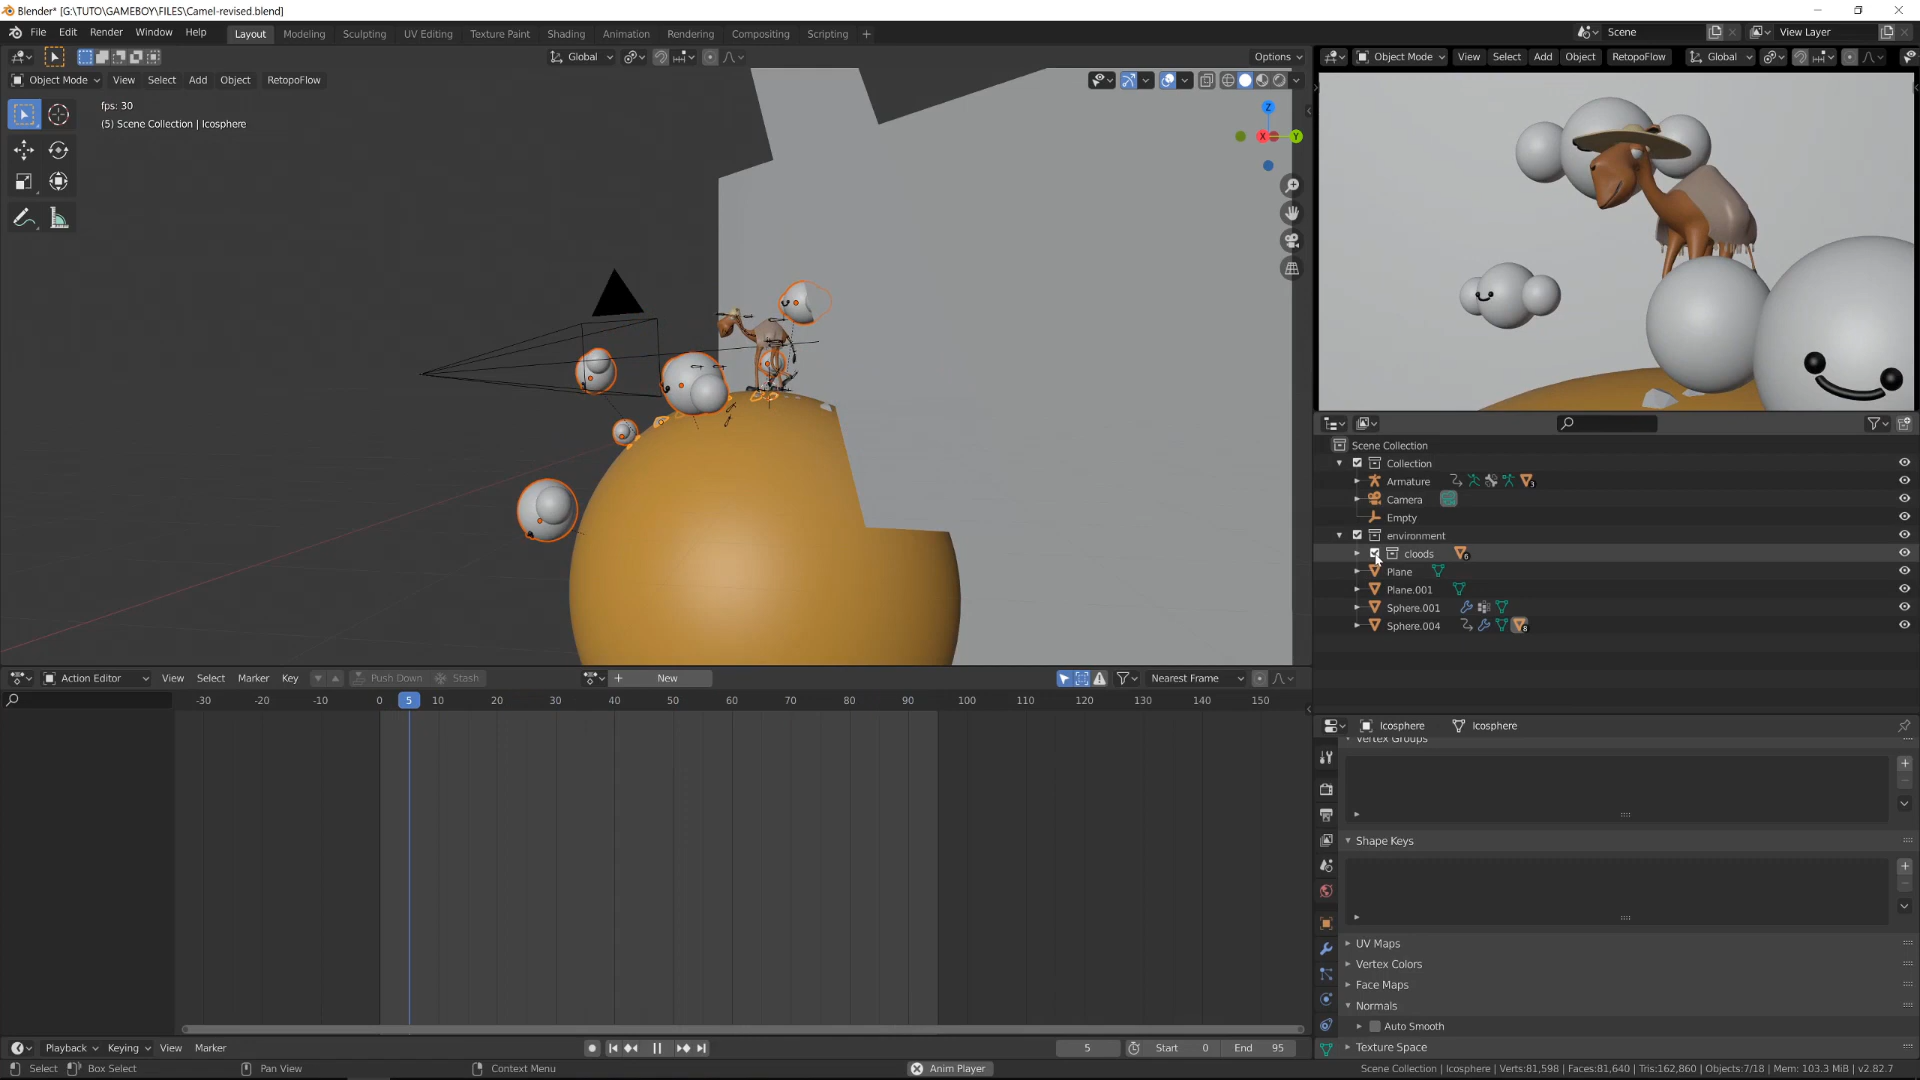 Blender* [G:\TUTO\GAMEBOY\FILES\Camel-revised.blend]
File Edit Render Window Help Layout Modeling Sculpting UV Editing Texture Paint Shading Animation Rendering Compositing Scripting + Scene View Layer
Global Options
Object Mode View Select Add Object RetopoFlow Global
Object Mode View Select Add Object RetopoFlow
fps: 30
(5) Scene Collection | Icosphere
Z
X Y
Scene Collection
Collection
Armature 3
Camera
Empty
environment
cloods 6
Plane
Plane.001
Sphere.001
Sphere.004 8
Action Editor View Select Marker Key Push Down Stash + New Nearest Frame
-30 -20 -10 0 5 10 20 30 40 50 60 70 80 90 100 110 120 130 140 150
Icosphere Icosphere
Vertex Groups
Shape Keys
UV Maps
Vertex Colors
Face Maps
Normals
Auto Smooth
Texture Space
Playback Keying View Marker 5 Start 0 End 95
Select Box Select Pan View Context Menu Anim Player Scene Collection | Icosphere | Verts:81,598 | Faces:81,640 | Tris:162,860 | Objects:7/18 | Mem: 103.3 MiB | v2.82.7